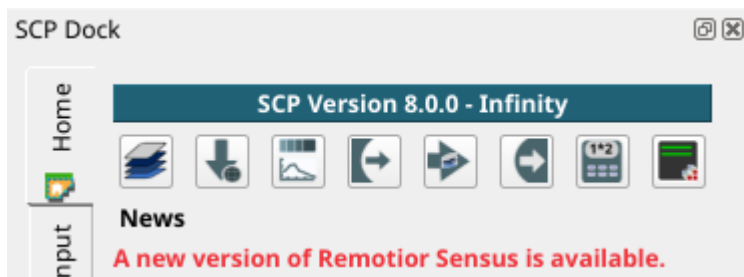 SCP Dock
Home
SCP Version 8.0.0 - Infinity
1*2
News
A new version of Remotior Sensus is available.